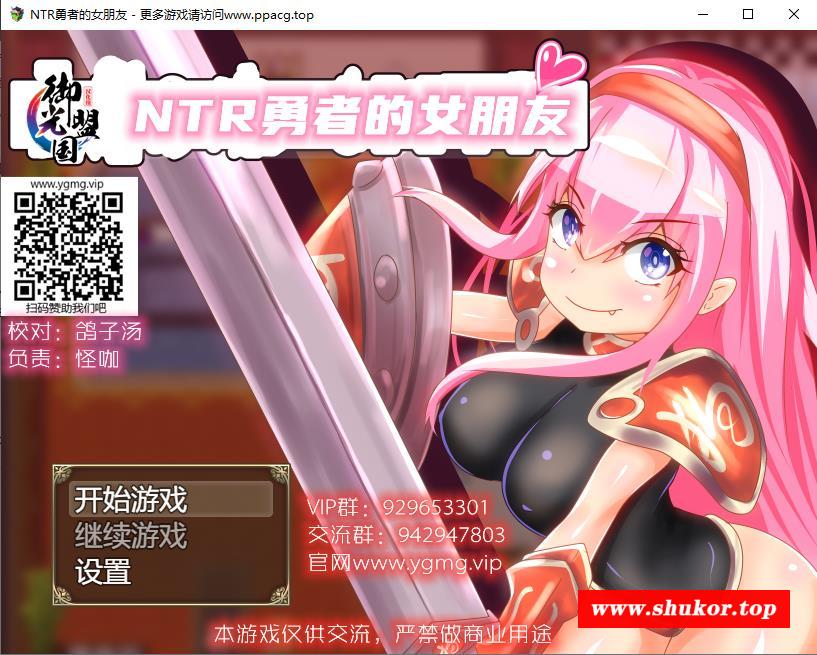 NTR勇者的女朋友 - 更多游戏请访问www.ppacg.top
御光盟国
NTR勇者的女朋友
www.ygmg.vip
扫码赞助我们吧
校对：鸽子汤
负责：怪咖
开始游戏
继续游戏
设置
VIP群：929653301
交流群：942947803
官网www.ygmg.vip
www.shukor.top
本游戏仅供交流，严禁做商业用途